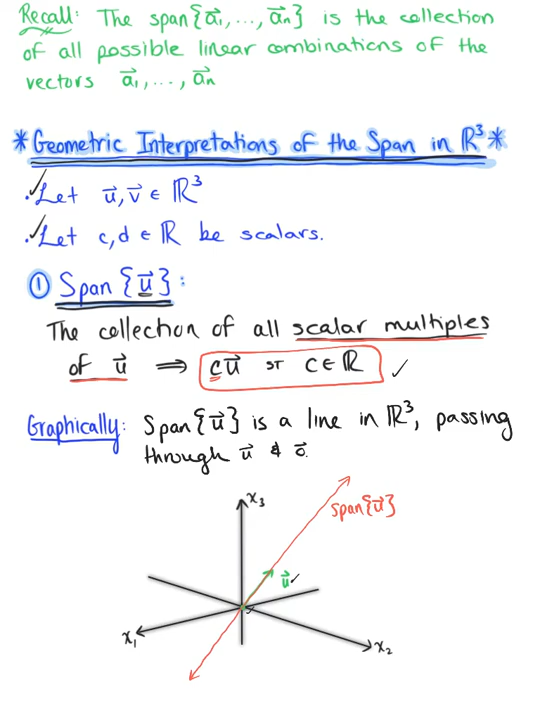 Recall: The span{a⃗₁,..., a⃗ₙ} is the collection
of all possible linear combinations of the
vectors a⃗₁,..., a⃗ₙ
*Geometric Interpretations of the Span in ℝ³*
✓Let u⃗, v⃗ ∈ ℝ³
✓Let c, d ∈ ℝ be scalars.
① Span {u⃗}:
The collection of all scalar multiples
of u⃗ ⟹ cu⃗ ST c ∈ ℝ ✓
Graphically: Span{u⃗} is a line in ℝ³, passing
through u⃗ & o⃗.
x₃
span{u⃗}
u⃗
x₁
x₂